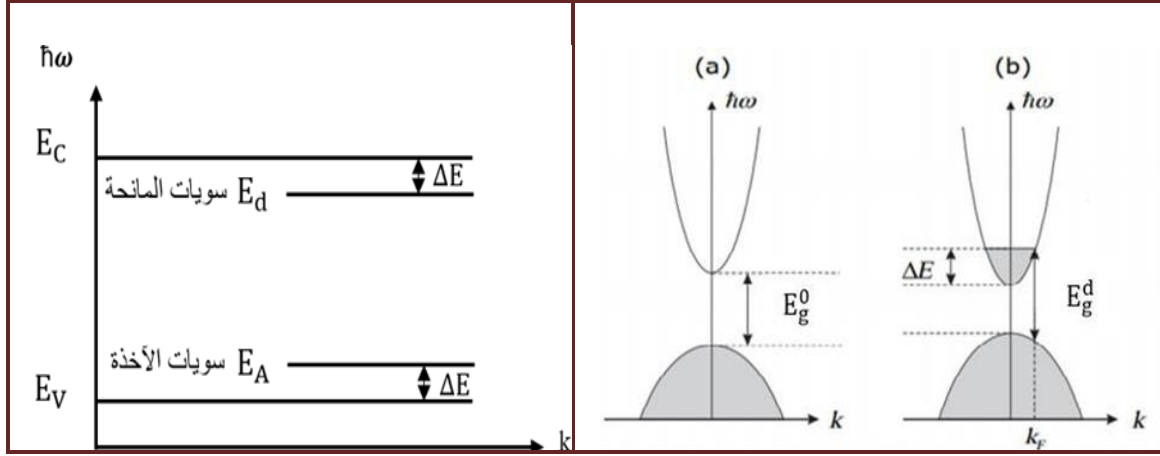 ħω
E_C
ΔE
سويات المانحة E_d
سويات الآخذة E_A
ΔE
E_V
k
(a)
ħω
E_g^0
k
(b)
ħω
ΔE
E_g^d
k
k_F